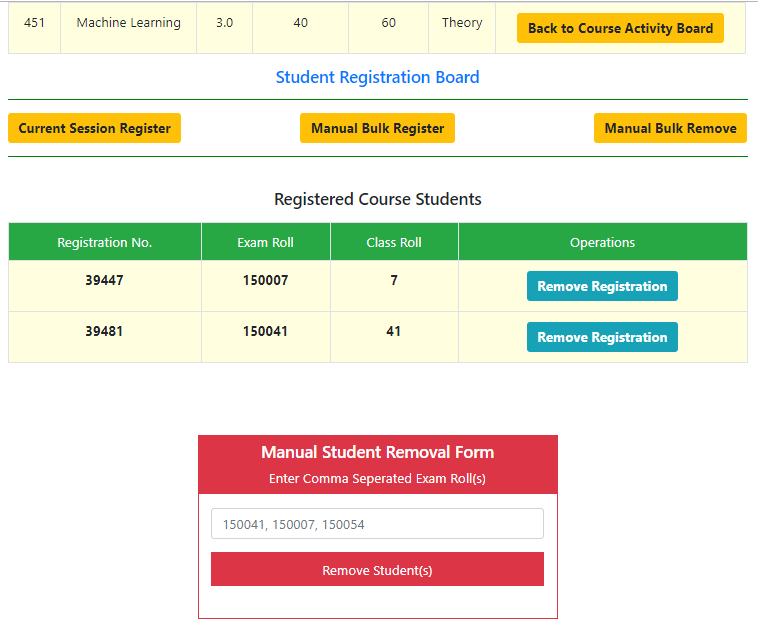 451 Machine Learning 3.0 40 60 Theory Back to Course Activity Board
Student Registration Board
Current Session Register Manual Bulk Register Manual Bulk Remove
Registered Course Students
Registration No. Exam Roll Class Roll Operations
39447 150007 7 Remove Registration
39481 150041 41 Remove Registration
Manual Student Removal Form
Enter Comma Seperated Exam Roll(s)
150041, 150007, 150054
Remove Student(s)